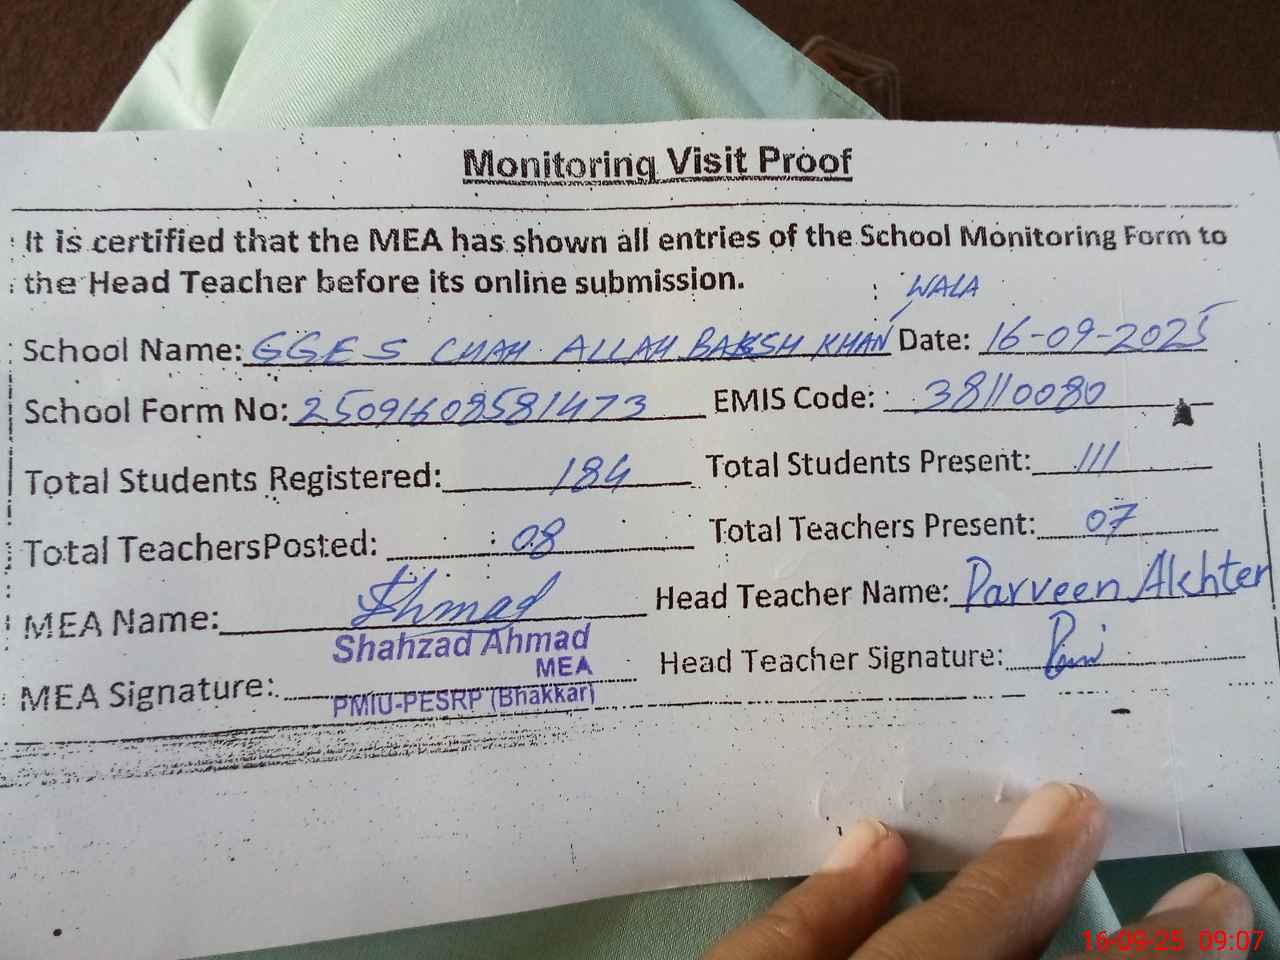 Monitoring Visit Proof
It is certified that the MEA has shown all entries of the School Monitoring Form to
the Head Teacher before its online submission.
WALA
School Name: GGES CHAH ALLAH BAKSH KHAN Date: 16-09-2025
School Form No: 25091608581473 EMIS Code: 38110080
Total Students Registered: 184 Total Students Present: 111
Total TeachersPosted: 08 Total Teachers Present: 07
MEA Name: Ahmad Head Teacher Name: Parveen Akhter
Shahzad Ahmad
MEA
MEA Signature: PMIU-PESRP (Bhakkar) Head Teacher Signature:
16-09-25 09:07